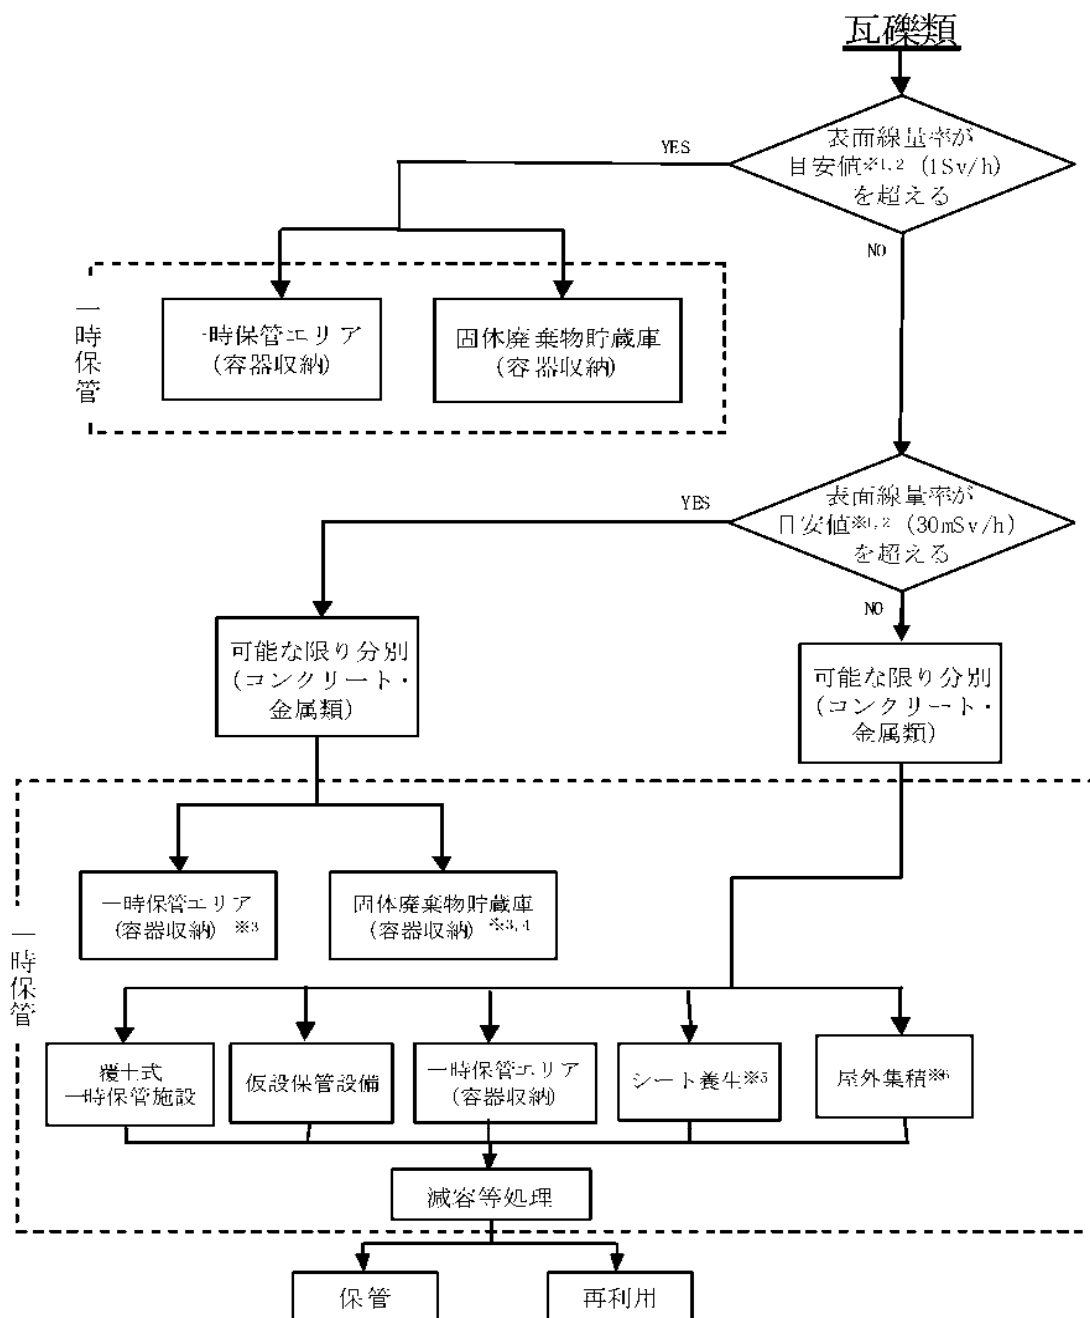 瓦礫類
表面線量率が
目安値※1,2 (1Sv/h)
を超える
YES
NO
一時保管
一時保管エリア
(容器収納)
固体廃棄物貯蔵庫
(容器収納)
表面線量率が
目安値※1,2 (30mSv/h)
を超える
YES
NO
可能な限り分別
(コンクリート・
金属類)
可能な限り分別
(コンクリート・
金属類)
一時保管
一時保管エリア
(容器収納) ※3
固体廃棄物貯蔵庫
(容器収納) ※3,4
覆土式
一時保管施設
仮設保管設備
一時保管エリア
(容器収納)
シート養生※5
屋外集積※6
減容等処理
保管
再利用